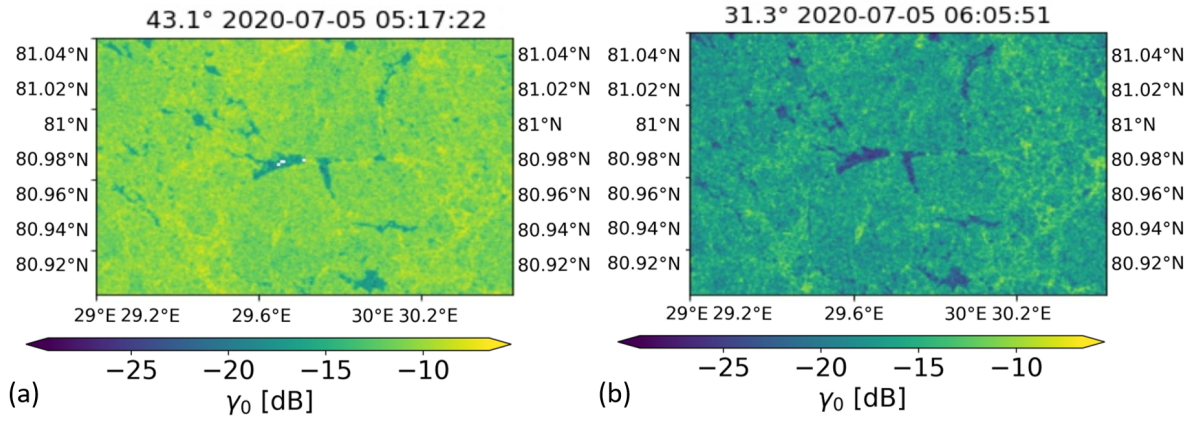 43.1° 2020-07-05 05:17:22
31.3° 2020-07-05 06:05:51
81.04°N 81.04°N 81.04°N 81.04°N
81.02°N 81.02°N 81.02°N 81.02°N
81°N 81°N 81°N 81°N
80.98°N 80.98°N 80.98°N 80.98°N
80.96°N 80.96°N 80.96°N 80.96°N
80.94°N 80.94°N 80.94°N 80.94°N
80.92°N 80.92°N 80.92°N 80.92°N
29°E 29.2°E 29.6°E 30°E 30.2°E 29°E 29.2°E 29.6°E 30°E 30.2°E
−25 −20 −15 −10 −25 −20 −15 −10
(a) γ₀ [dB] (b) γ₀ [dB]